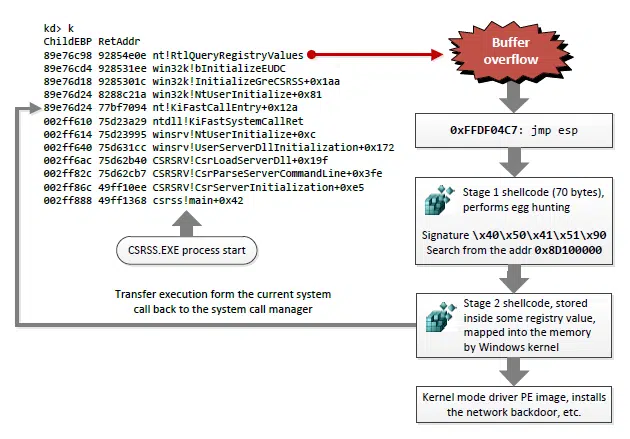 kd> k
ChildEBP RetAddr
89e76c98 92854e0e nt!RtlQueryRegistryValues
89e76cd4 928531ee win32k!bInitializeEUDC
89e76d18 9285301c win32k!InitializeGreCSRSS+0x1aa
89e76d24 8288c21a win32k!NtUserInitialize+0x81
89e76d24 77bf7094 nt!KiFastCallEntry+0x12a
002ff610 75d23a29 ntdll!KiFastSystemCallRet
002ff614 75d23995 winsrv!NtUserInitialize+0xc
002ff640 75d631cc winsrv!UserServerDllInitialization+0x172
002ff6ac 75d62b40 CSRSRV!CsrLoadServerDll+0x19f
002ff82c 75d62cb7 CSRSRV!CsrParseServerCommandLine+0x3fe
002ff86c 49ff10ee CSRSRV!CsrServerInitialization+0xe5
002ff888 49ff1368 csrss!main+0x42
CSRSS.EXE process start
Transfer execution form the current system
call back to the system call manager
Buffer
overflow
0xFFDF04C7: jmp esp
Stage 1 shellcode (70 bytes),
performs egg hunting
Signature \x40\x50\x41\x51\x90
Search from the addr 0x8D100000
Stage 2 shellcode, stored
inside some registry value,
mapped into the memory
by Windows kernel
Kernel mode driver PE image, installs
the network backdoor, etc.